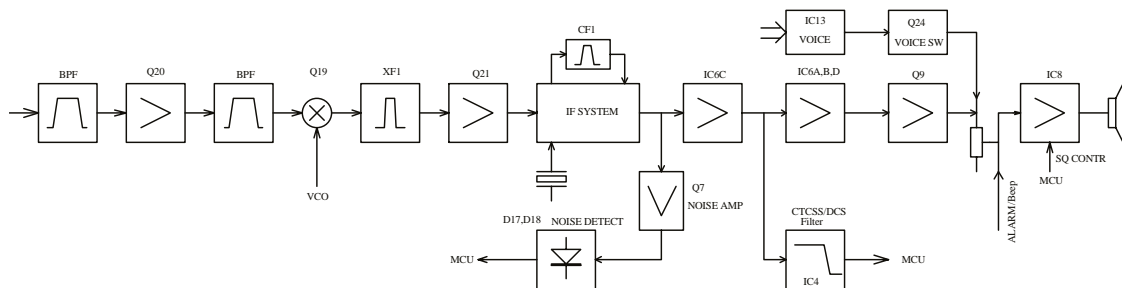 IC13
VOICE
Q24
VOICE SW
CF1
BPF
Q20
BPF
Q19
XF1
Q21
IC6C
IC6A,B,D
Q9
IC8
IF SYSTEM
SQ CONTR
MCU
VCO
Q7
NOISE AMP
ALARM/Beep
D17,D18
NOISE DETECT
CTCSS/DCS
Filter
MCU
IC4
MCU